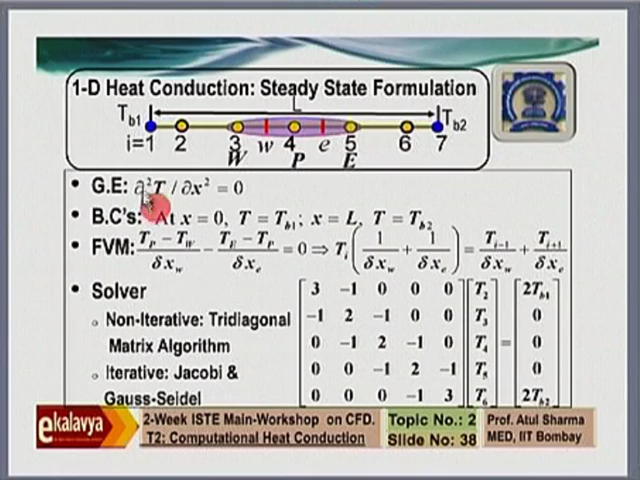 1-D Heat Conduction: Steady State Formulation
L
T_b1 T_b2
i=1 2 3 4 5 6 7
W w P e E
• G.E: ∂²T / ∂x² = 0
• B.C's: At x = 0, T = T_b1; x = L, T = T_b2
• FVM: (T_P − T_W)/δx_w − (T_E − T_P)/δx_e = 0 ⇒ T_i (1/δx_w + 1/δx_e) = T_{i−1}/δx_w + T_{i+1}/δx_e
• Solver
o Non-Iterative: Tridiagonal
Matrix Algorithm
o Iterative: Jacobi &
Gauss-Seidel
3 −1 0 0 0 T_2 2T_b1
−1 2 −1 0 0 T_3 0
0 −1 2 −1 0 T_4 = 0
0 0 −1 2 −1 T_5 0
0 0 0 −1 3 T_6 2T_b2
ekalavya
2-Week ISTE Main-Workshop on CFD.
T2: Computational Heat Conduction
Topic No.: 2
Slide No: 38
Prof. Atul Sharma
MED, IIT Bombay